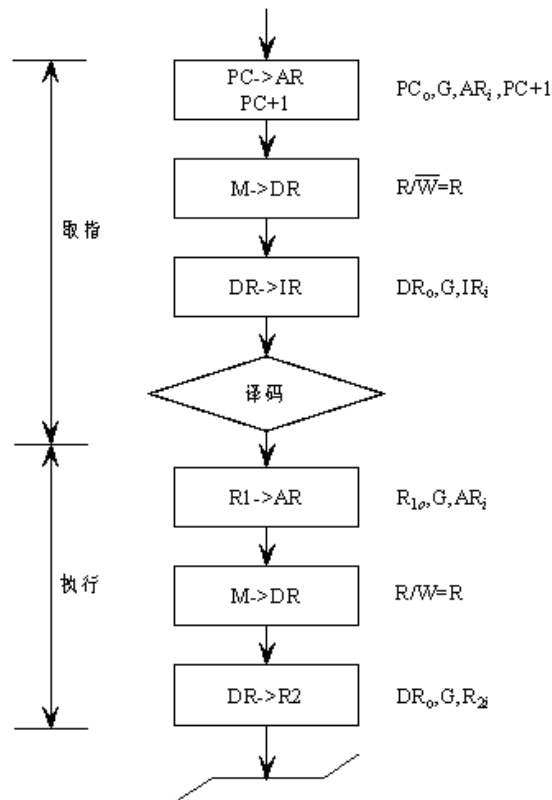 PC->AR
PC+1
PCₒ,G,ARᵢ,PC+1
M->DR
R/W̅=R
取指
DR->IR
DRₒ,G,IRᵢ
译码
R1->AR
R₁ₒ,G,ARᵢ
执行
M->DR
R/W̅=R
DR->R2
DRₒ,G,R₂ᵢ